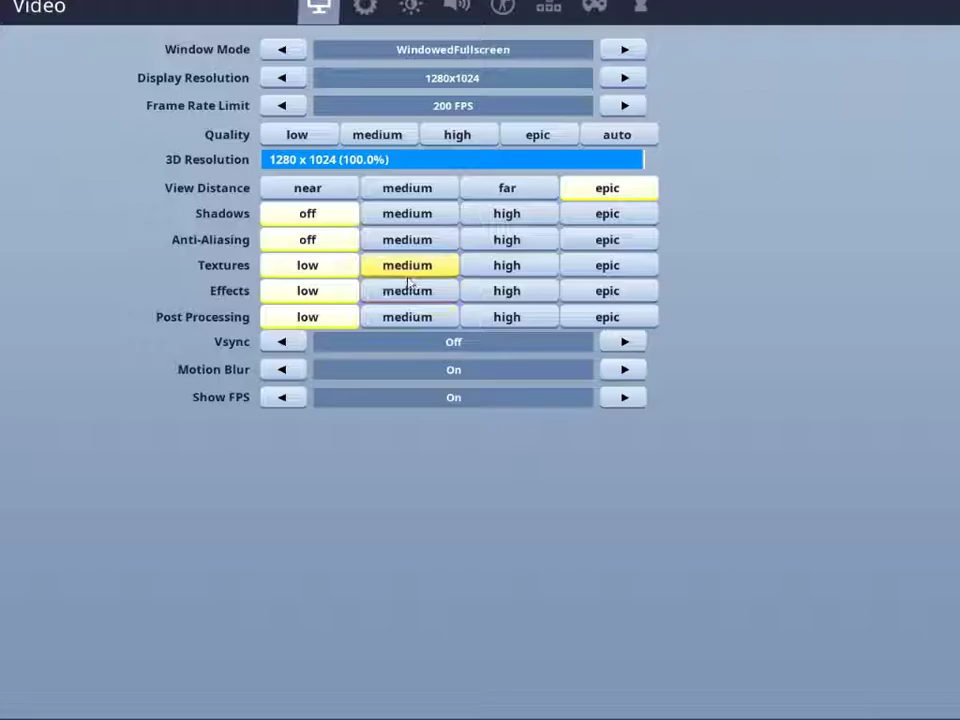 Video
Window Mode ◄ WindowedFullscreen ►
Display Resolution ◄ 1280x1024 ►
Frame Rate Limit ◄ 200 FPS ►
Quality low medium high epic auto
3D Resolution 1280 x 1024 (100.0%)
View Distance near medium far epic
Shadows off medium high epic
Anti-Aliasing off medium high epic
Textures low medium high epic
Effects low medium high epic
Post Processing low medium high epic
Vsync ◄ Off ►
Motion Blur ◄ On ►
Show FPS ◄ On ►